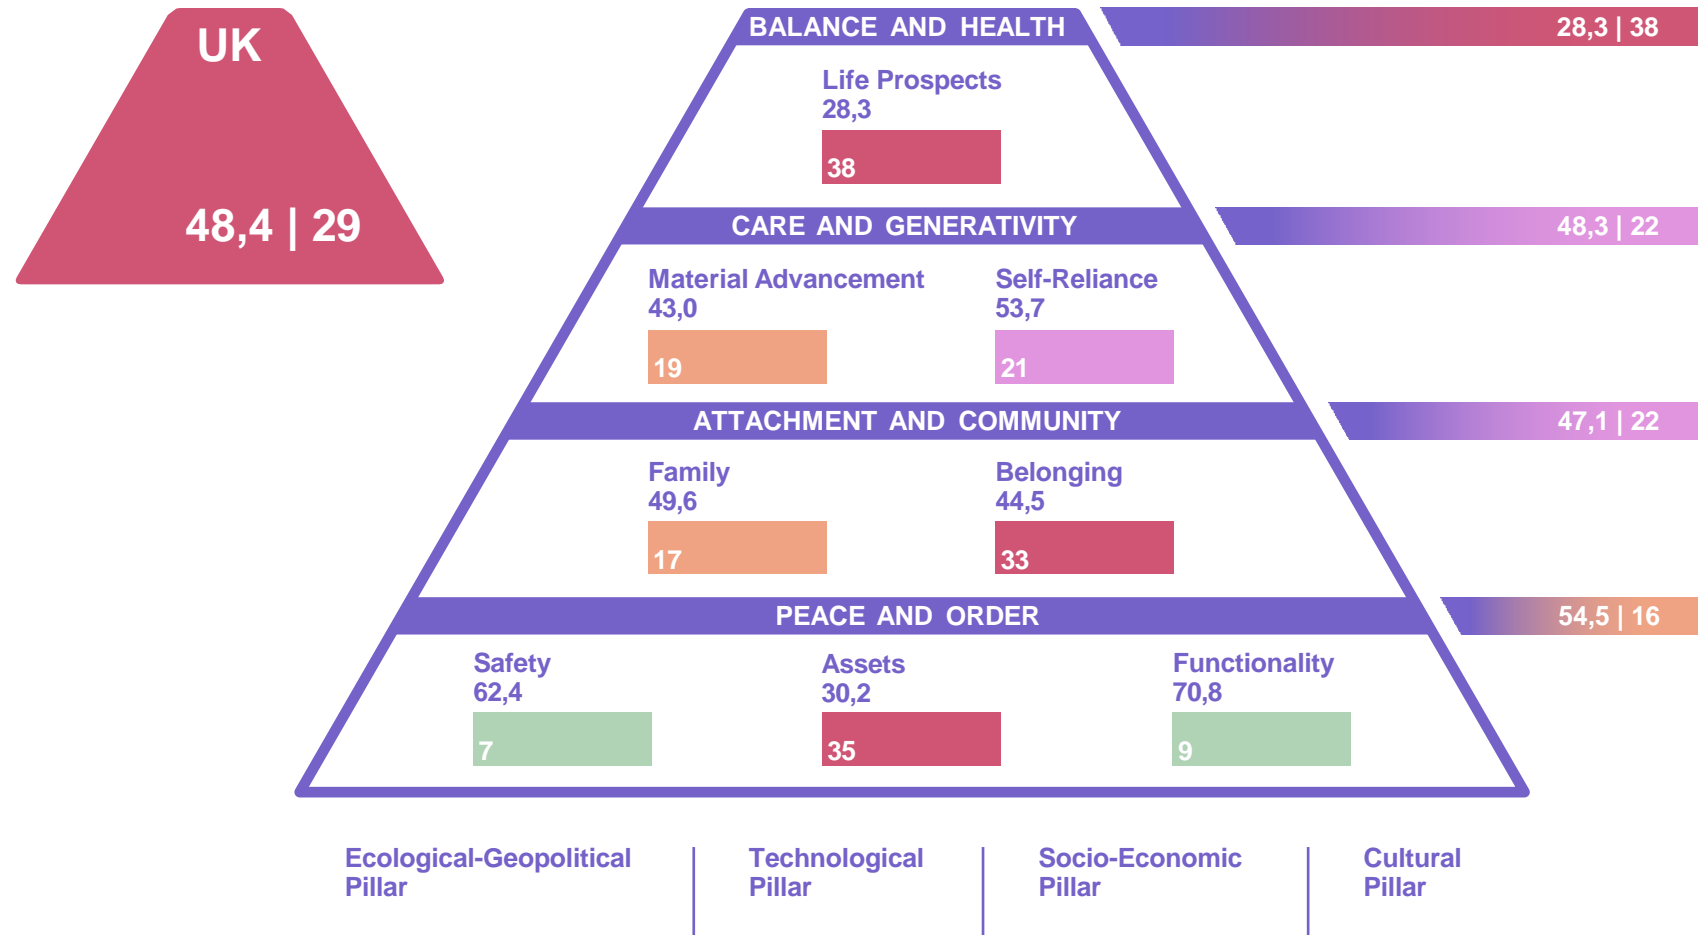 UK
48,4 | 29
BALANCE AND HEALTH
28,3 | 38
Life Prospects
28,3
38
CARE AND GENERATIVITY
48,3 | 22
Material Advancement
43,0
19
Self-Reliance
53,7
21
ATTACHMENT AND COMMUNITY
47,1 | 22
Family
49,6
17
Belonging
44,5
33
PEACE AND ORDER
54,5 | 16
Safety
62,4
7
Assets
30,2
35
Functionality
70,8
9
Ecological-Geopolitical
Pillar
Technological
Pillar
Socio-Economic
Pillar
Cultural
Pillar